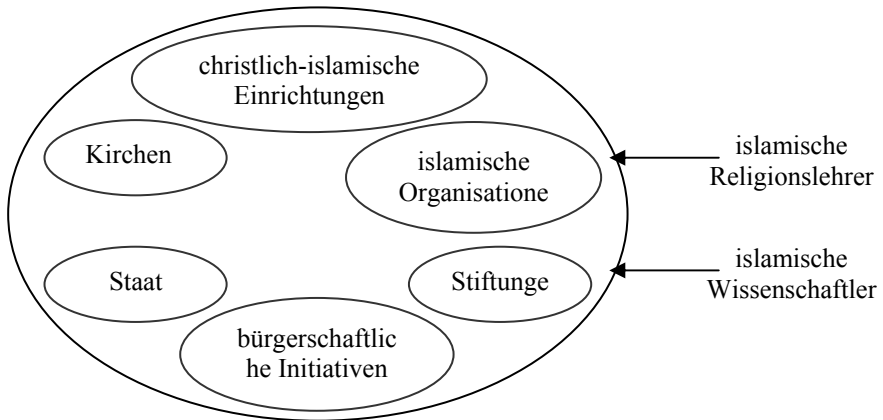 christlich-islamische
Einrichtungen
Kirchen
islamische
Organisatione
islamische
Religionslehrer
Staat
Stiftunge
islamische
Wissenschaftler
bürgerschaftlic
he Initiativen